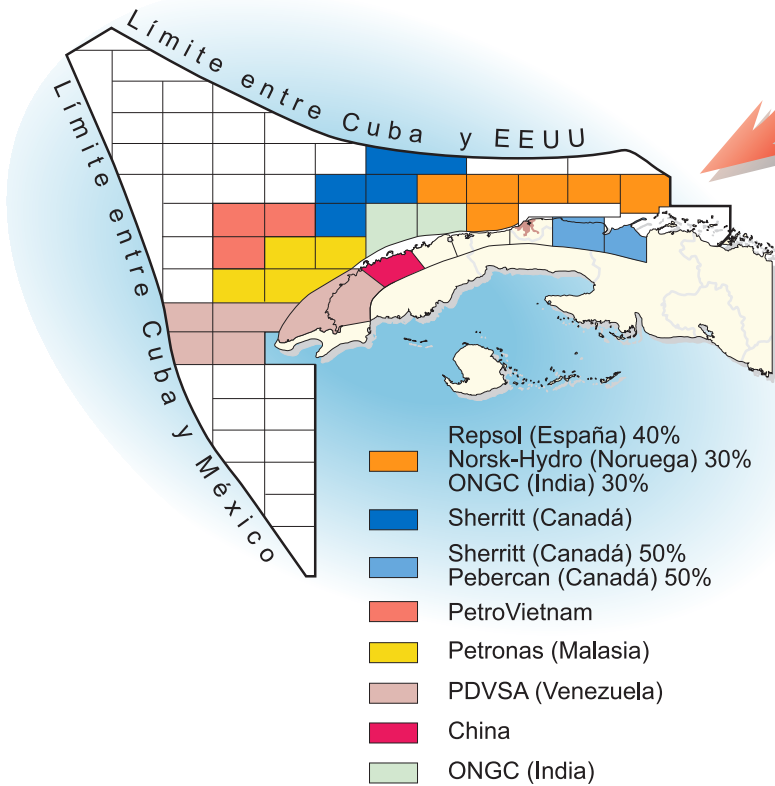 Límite entre Cuba y EEUU
Límite entre Cuba y México
Repsol (España) 40%
Norsk-Hydro (Noruega) 30%
ONGC (India) 30%
Sherritt (Canadá)
Sherritt (Canadá) 50%
Pebercan (Canadá) 50%
PetroVietnam
Petronas (Malasia)
PDVSA (Venezuela)
China
ONGC (India)